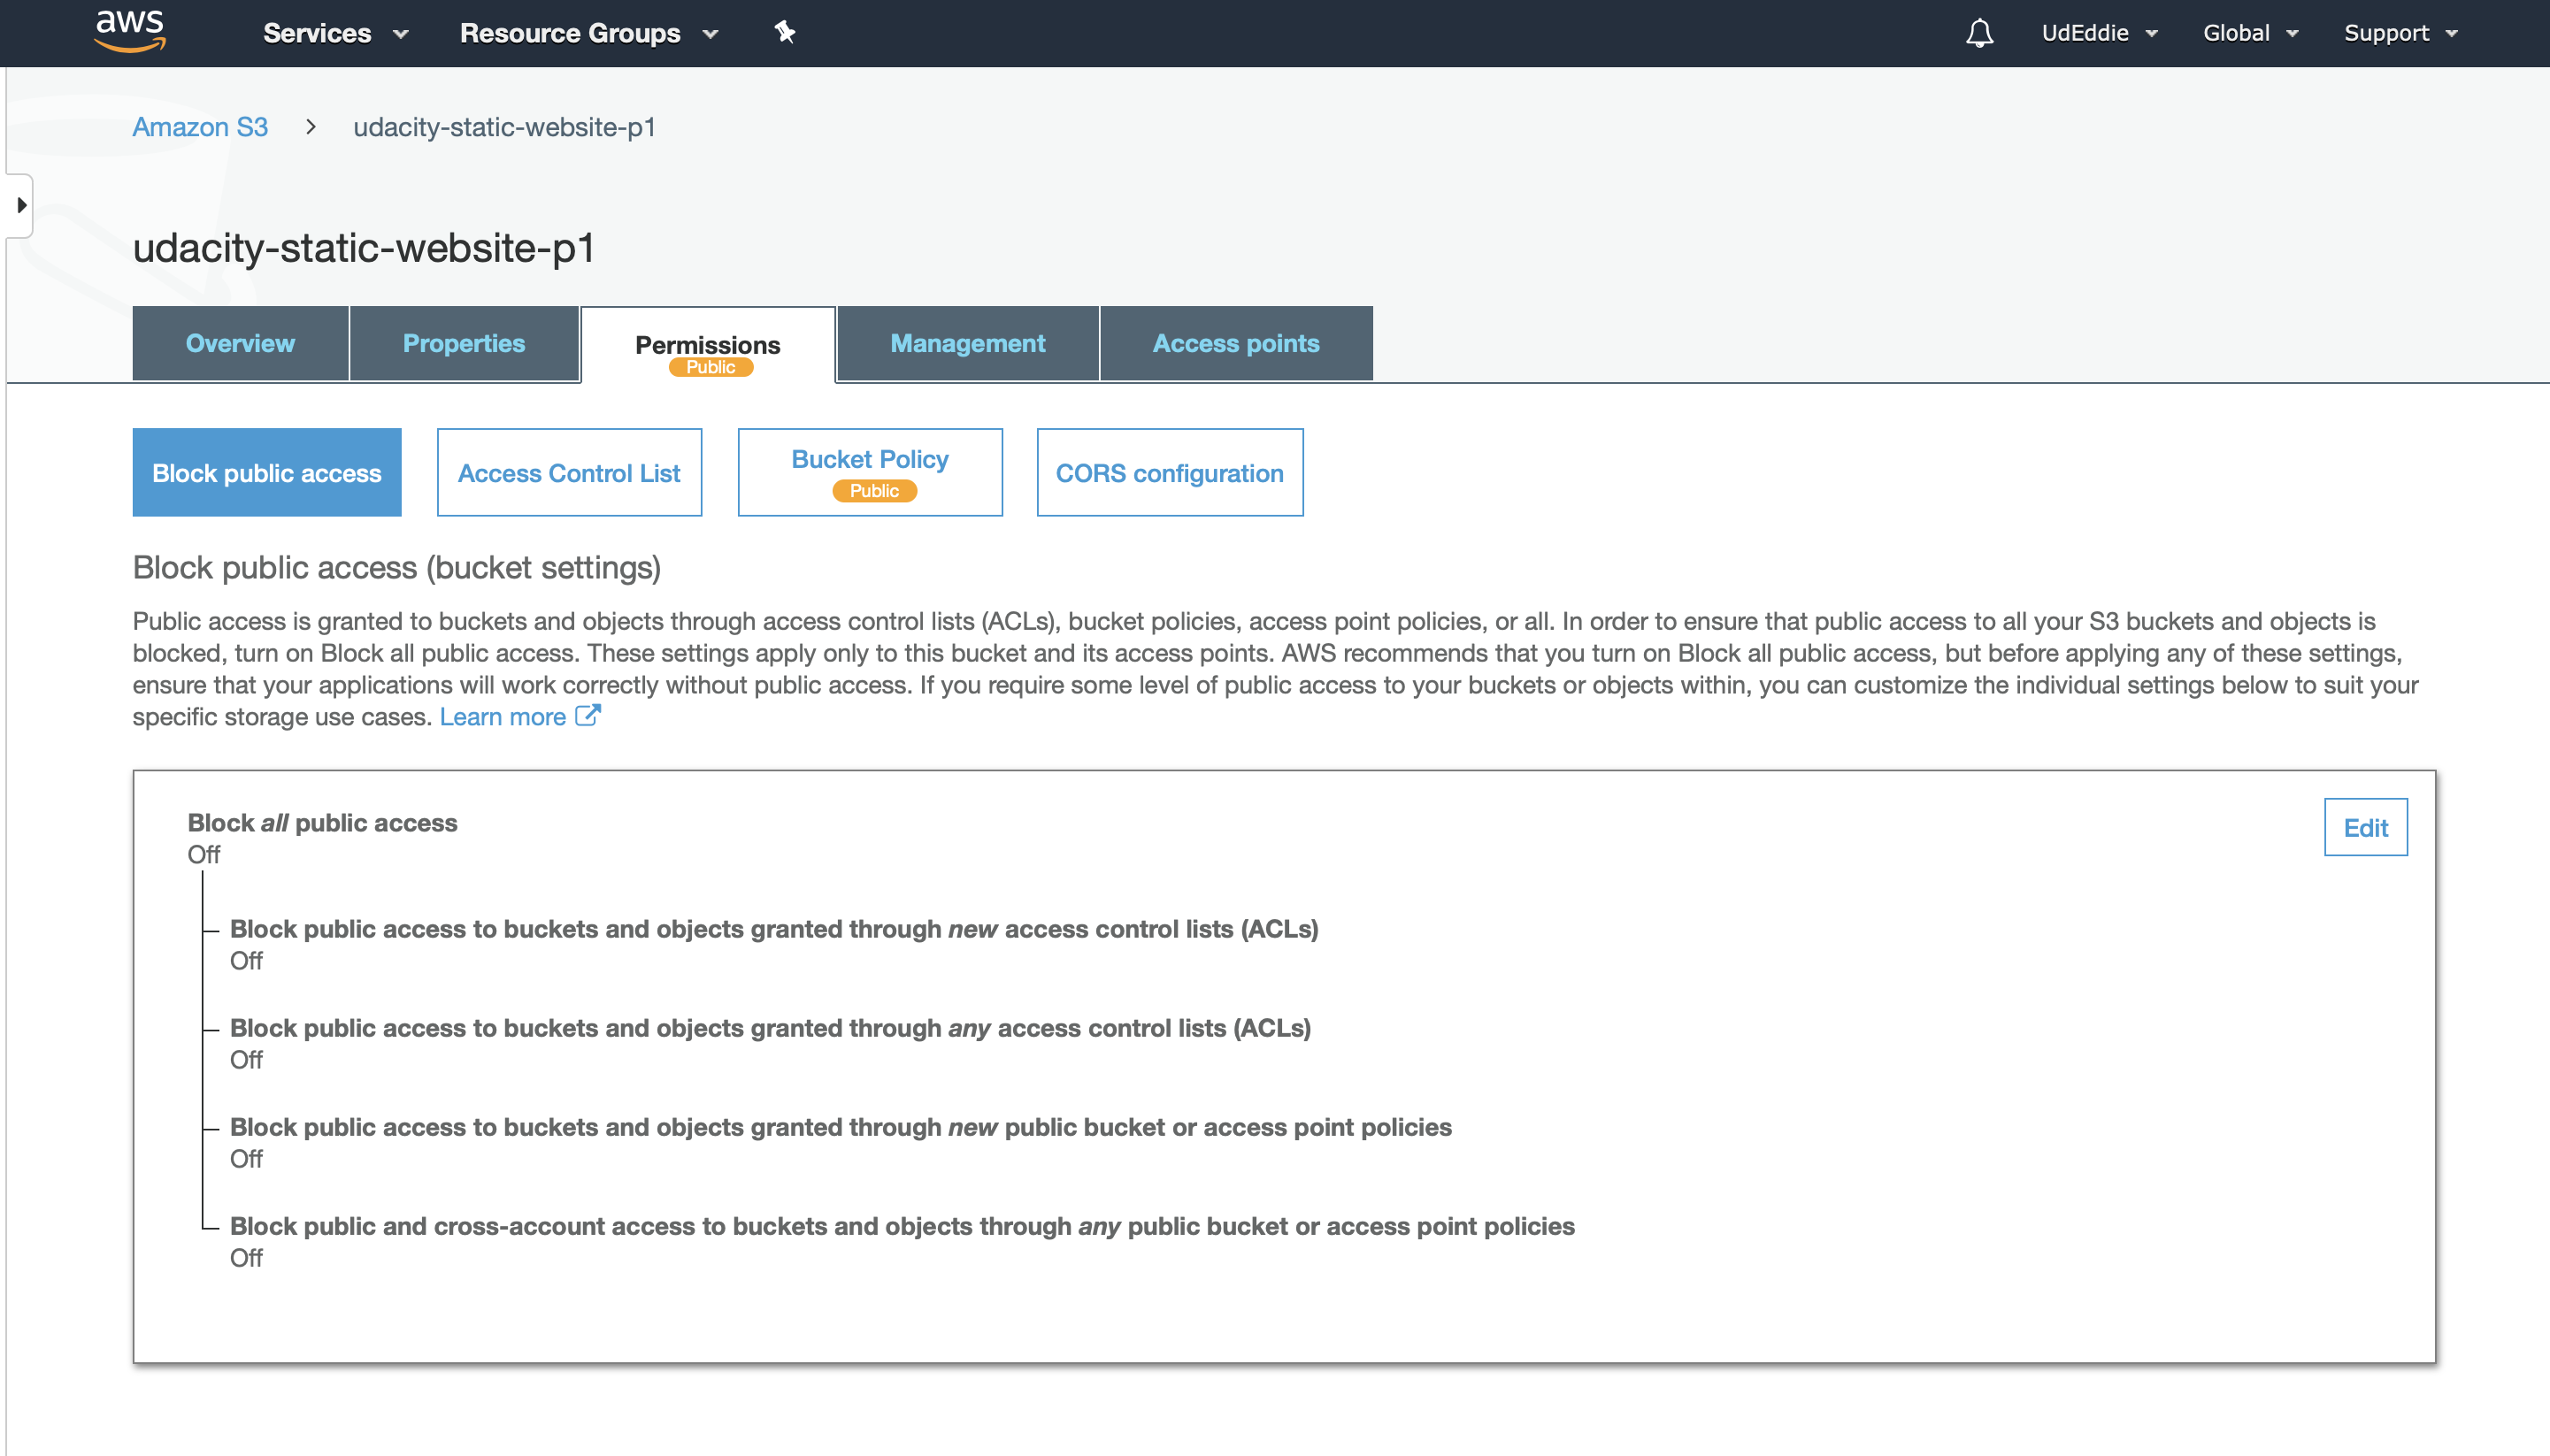 aws Services Resource Groups UdEddie Global Support
Amazon S3 > udacity-static-website-p1
udacity-static-website-p1
Overview Properties Permissions Management Access points
Public
Block public access Access Control List Bucket Policy CORS configuration
Public
Block public access (bucket settings)
Public access is granted to buckets and objects through access control lists (ACLs), bucket policies, access point policies, or all. In order to ensure that public access to all your S3 buckets and objects is
blocked, turn on Block all public access. These settings apply only to this bucket and its access points. AWS recommends that you turn on Block all public access, but before applying any of these settings,
ensure that your applications will work correctly without public access. If you require some level of public access to your buckets or objects within, you can customize the individual settings below to suit your
specific storage use cases. Learn more
Block all public access
Off
Edit
Block public access to buckets and objects granted through new access control lists (ACLs)
Off
Block public access to buckets and objects granted through any access control lists (ACLs)
Off
Block public access to buckets and objects granted through new public bucket or access point policies
Off
Block public and cross-account access to buckets and objects through any public bucket or access point policies
Off